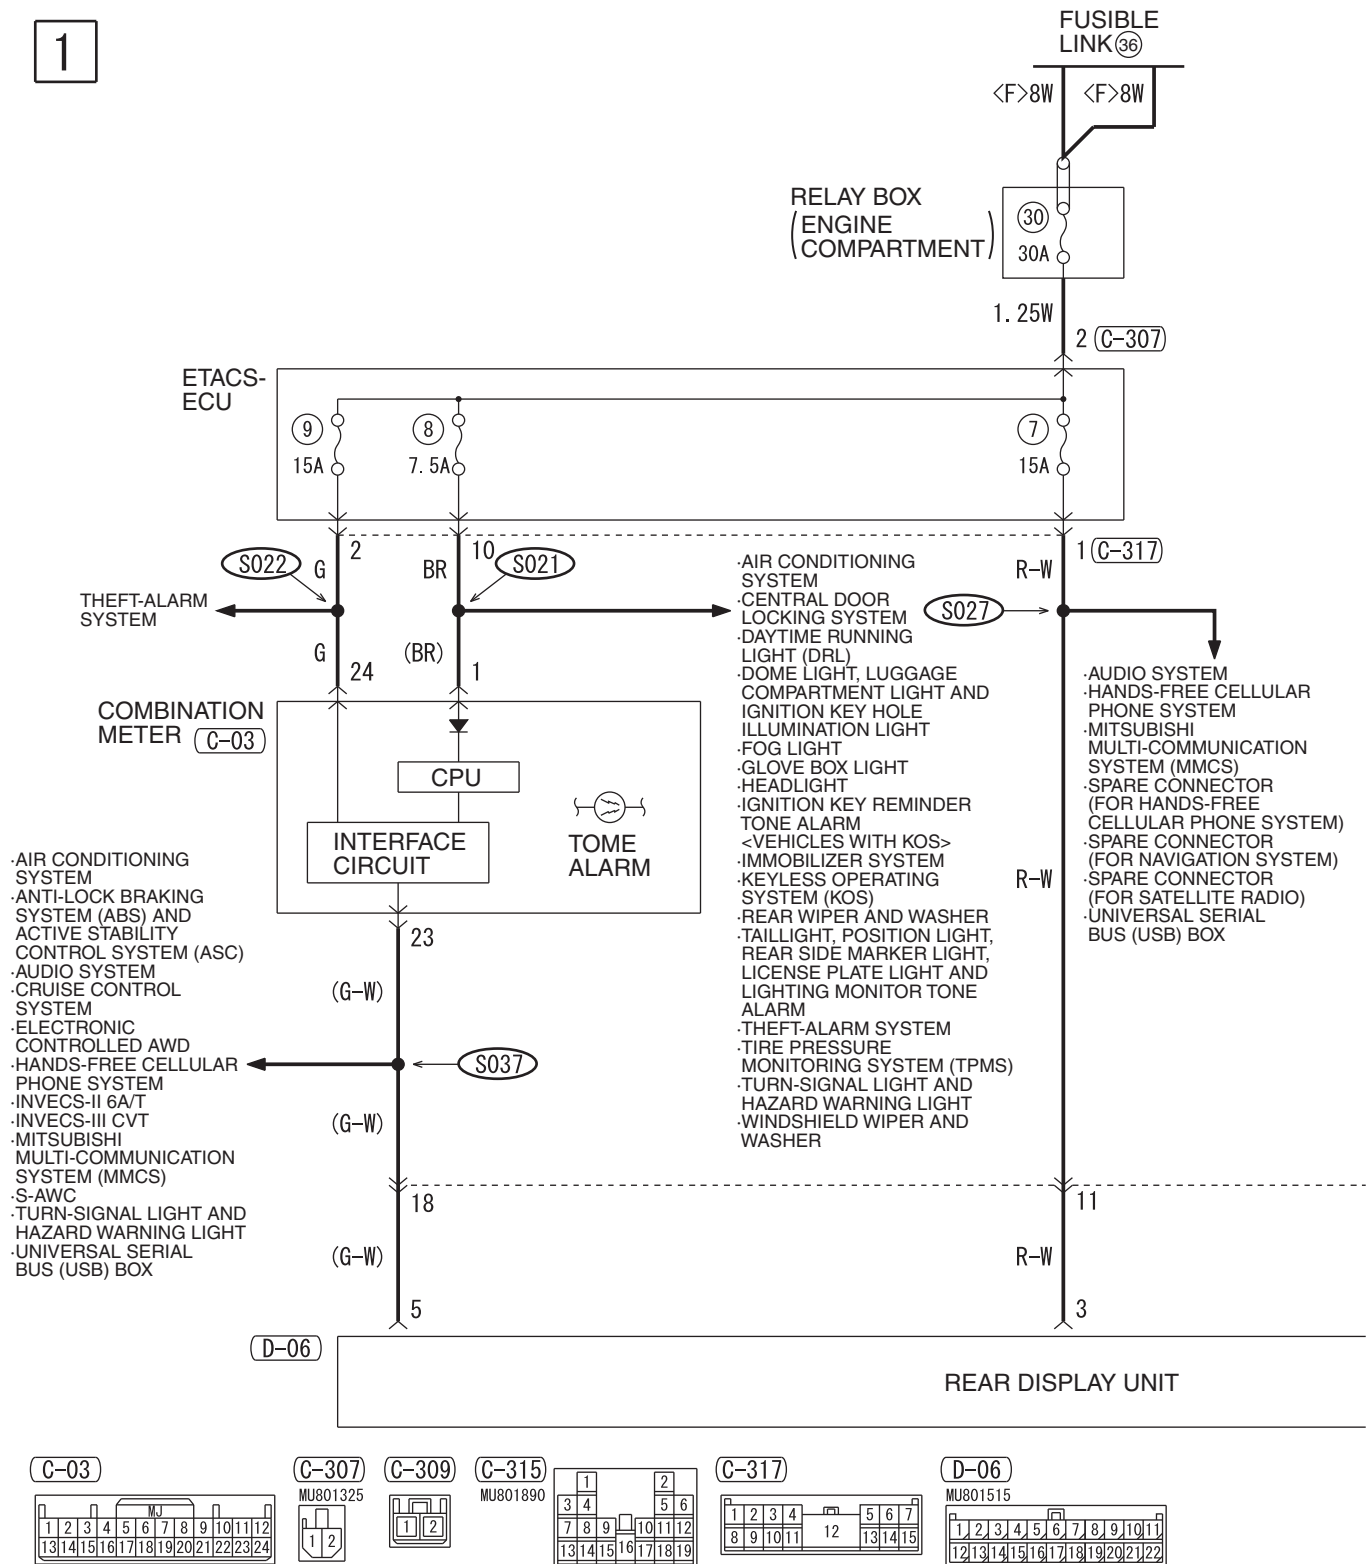 1
FUSIBLE
LINK 36
<F>8W <F>8W
RELAY BOX
(ENGINE
COMPARTMENT)
30
30A
1.25W
2 C-307
ETACS-
ECU
9
15A
8
7.5A
7
15A
2 10 1 C-317
S022 G BR S021 R-W
THEFT-ALARM
SYSTEM
G (BR)
24 1
S027
·AIR CONDITIONING
SYSTEM
·CENTRAL DOOR
LOCKING SYSTEM
·DAYTIME RUNNING
LIGHT (DRL)
·DOME LIGHT, LUGGAGE
COMPARTMENT LIGHT AND
IGNITION KEY HOLE
ILLUMINATION LIGHT
·FOG LIGHT
·GLOVE BOX LIGHT
·HEADLIGHT
·IGNITION KEY REMINDER
TONE ALARM
<VEHICLES WITH KOS>
·IMMOBILIZER SYSTEM
·KEYLESS OPERATING
SYSTEM (KOS)
·REAR WIPER AND WASHER
·TAILLIGHT, POSITION LIGHT,
REAR SIDE MARKER LIGHT,
LICENSE PLATE LIGHT AND
LIGHTING MONITOR TONE
ALARM
·THEFT-ALARM SYSTEM
·TIRE PRESSURE
MONITORING SYSTEM (TPMS)
·TURN-SIGNAL LIGHT AND
HAZARD WARNING LIGHT
·WINDSHIELD WIPER AND
WASHER
·AUDIO SYSTEM
·HANDS-FREE CELLULAR
PHONE SYSTEM
·MITSUBISHI
MULTI-COMMUNICATION
SYSTEM (MMCS)
·SPARE CONNECTOR
(FOR HANDS-FREE
CELLULAR PHONE SYSTEM)
·SPARE CONNECTOR
(FOR NAVIGATION SYSTEM)
·SPARE CONNECTOR
(FOR SATELLITE RADIO)
·UNIVERSAL SERIAL
BUS (USB) BOX
COMBINATION
METER C-03
CPU
INTERFACE
CIRCUIT
TOME
ALARM
R-W
23
(G-W)
S037
(G-W)
·AIR CONDITIONING
SYSTEM
·ANTI-LOCK BRAKING
SYSTEM (ABS) AND
ACTIVE STABILITY
CONTROL SYSTEM (ASC)
·AUDIO SYSTEM
·CRUISE CONTROL
SYSTEM
·ELECTRONIC
CONTROLLED AWD
·HANDS-FREE CELLULAR
PHONE SYSTEM
·INVECS-II 6A/T
·INVECS-III CVT
·MITSUBISHI
MULTI-COMMUNICATION
SYSTEM (MMCS)
·S-AWC
·TURN-SIGNAL LIGHT AND
HAZARD WARNING LIGHT
·UNIVERSAL SERIAL
BUS (USB) BOX
18 11
(G-W) R-W
5 3
D-06
REAR DISPLAY UNIT
C-03
MJ
1 2 3 4 5 6 7 8 9 10 11 12
13 14 15 16 17 18 19 20 21 22 23 24
C-307
MU801325
1 2
C-309
1 2
C-315
MU801890
1 2
3 4 5 6
7 8 9 10 11 12
13 14 15 16 17 18 19
C-317
1 2 3 4 5 6 7
8 9 10 11 12 13 14 15
D-06
MU801515
1 2 3 4 5 6 7 8 9 10 11
12 13 14 15 16 17 18 19 20 21 22